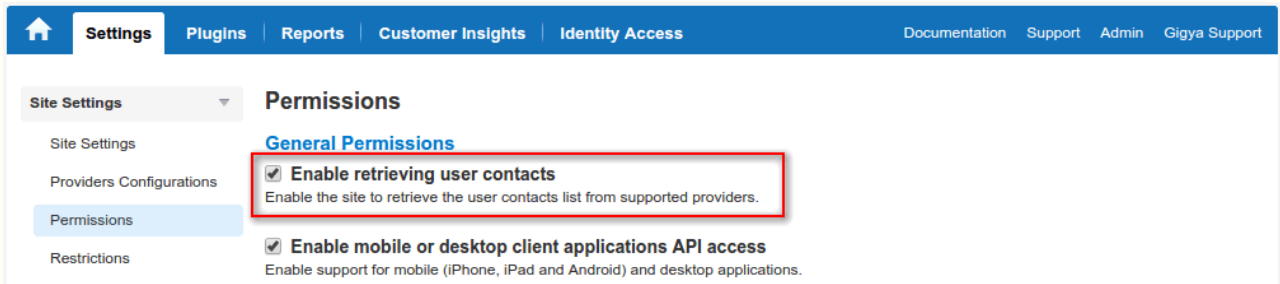 Settings Plugins Reports Customer Insights Identity Access Documentation Support Admin Gigya Support
Site Settings
Site Settings
Providers Configurations
Permissions
Restrictions
Permissions
General Permissions
Enable retrieving user contacts
Enable the site to retrieve the user contacts list from supported providers.
Enable mobile or desktop client applications API access
Enable support for mobile (iPhone, iPad and Android) and desktop applications.